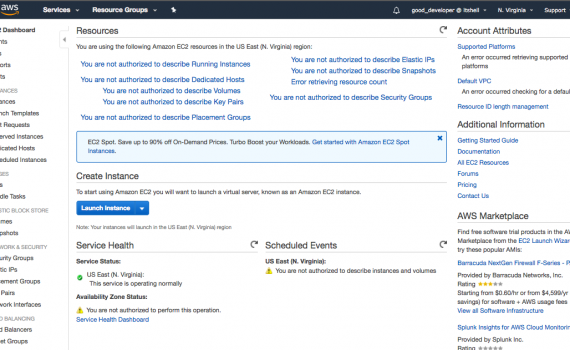 aws
Services
Resource Groups
good_developer @ itshell
N. Virginia
Support
2 Dashboard
nts
s
orts
ts
ANCES
ances
nch Templates
t Requests
erved Instances
icated Hosts
eduled Instances
GES
s
dle Tasks
STIC BLOCK STORE
mes
pshots
WORK & SECURITY
urity Groups
tic IPs
ement Groups
Pairs
work Interfaces
D BALANCING
d Balancers
et Groups
Resources
You are using the following Amazon EC2 resources in the US East (N. Virginia) region:
You are not authorized to describe Running Instances
You are not authorized to describe Elastic IPs
You are not authorized to describe Dedicated Hosts
You are not authorized to describe Snapshots
You are not authorized to describe Volumes
Error retrieving resource count
You are not authorized to describe Key Pairs
You are not authorized to describe Security Groups
You are not authorized to describe Placement Groups
EC2 Spot. Save up to 90% off On-Demand Prices. Turbo Boost your Workloads. Get started with Amazon EC2 Spot
Instances.
Create Instance
To start using Amazon EC2 you will want to launch a virtual server, known as an Amazon EC2 instance.
Launch Instance
Note: Your instances will launch in the US East (N. Virginia) region
Service Health
Service Status:
US East (N. Virginia):
This service is operating normally
Availability Zone Status:
You are not authorized to perform this operation.
Service Health Dashboard
Scheduled Events
US East (N. Virginia):
You are not authorized to describe instances and volumes
Account Attributes
Supported Platforms
An error occurred retrieving supported
platforms
Default VPC
An error occurred checking for a defau
Resource ID length management
Additional Information
Getting Started Guide
Documentation
All EC2 Resources
Forums
Pricing
Contact Us
AWS Marketplace
Find free software trial products in the AW
Marketplace from the EC2 Launch Wizar
try these popular AMIs:
Barracuda NextGen Firewall F-Series - P
Provided by Barracuda Networks, Inc.
Rating
Starting from $0.60/hr or from $4,599/yr
savings) for software + AWS usage fees
View all Software Infrastructure
Splunk Insights for AWS Cloud Monitorin
Provided by Splunk Inc.
Rating